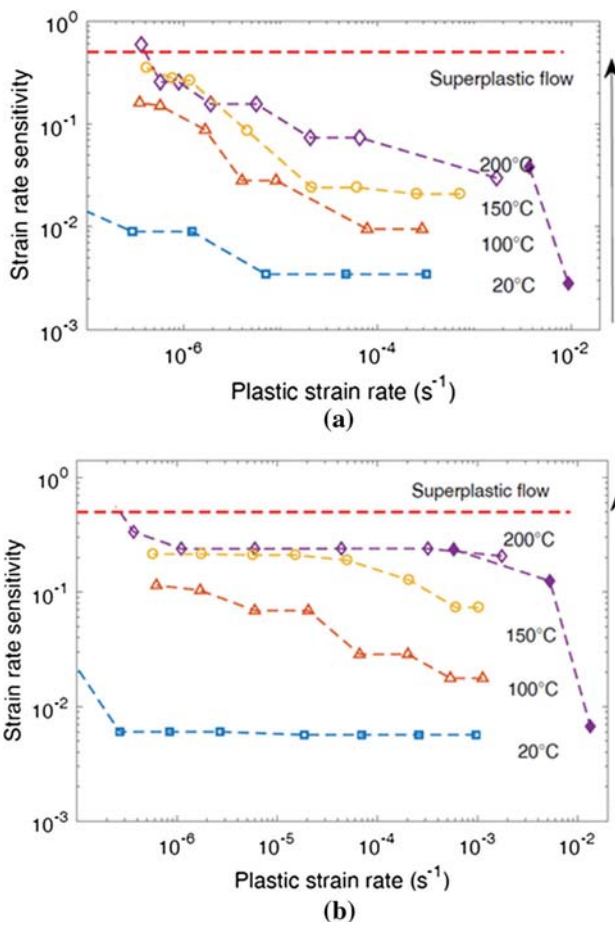 10⁰
10⁻¹
10⁻²
10⁻³
Strain rate sensitivity
Superplastic flow
200°C
150°C
100°C
20°C
10⁻⁶
10⁻⁴
10⁻²
Plastic strain rate (s⁻¹)
(a)
10⁰
10⁻¹
10⁻²
10⁻³
Strain rate sensitivity
Superplastic flow
200°C
150°C
100°C
20°C
10⁻⁶
10⁻⁵
10⁻⁴
10⁻³
10⁻²
Plastic strain rate (s⁻¹)
(b)